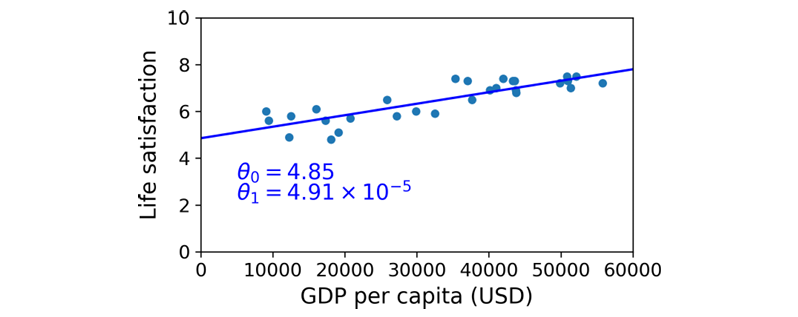 10
8
6
4
2
0
Life satisfaction
θ₀ = 4.85
θ₁ = 4.91 × 10⁻⁵
0 10000 20000 30000 40000 50000 60000
GDP per capita (USD)